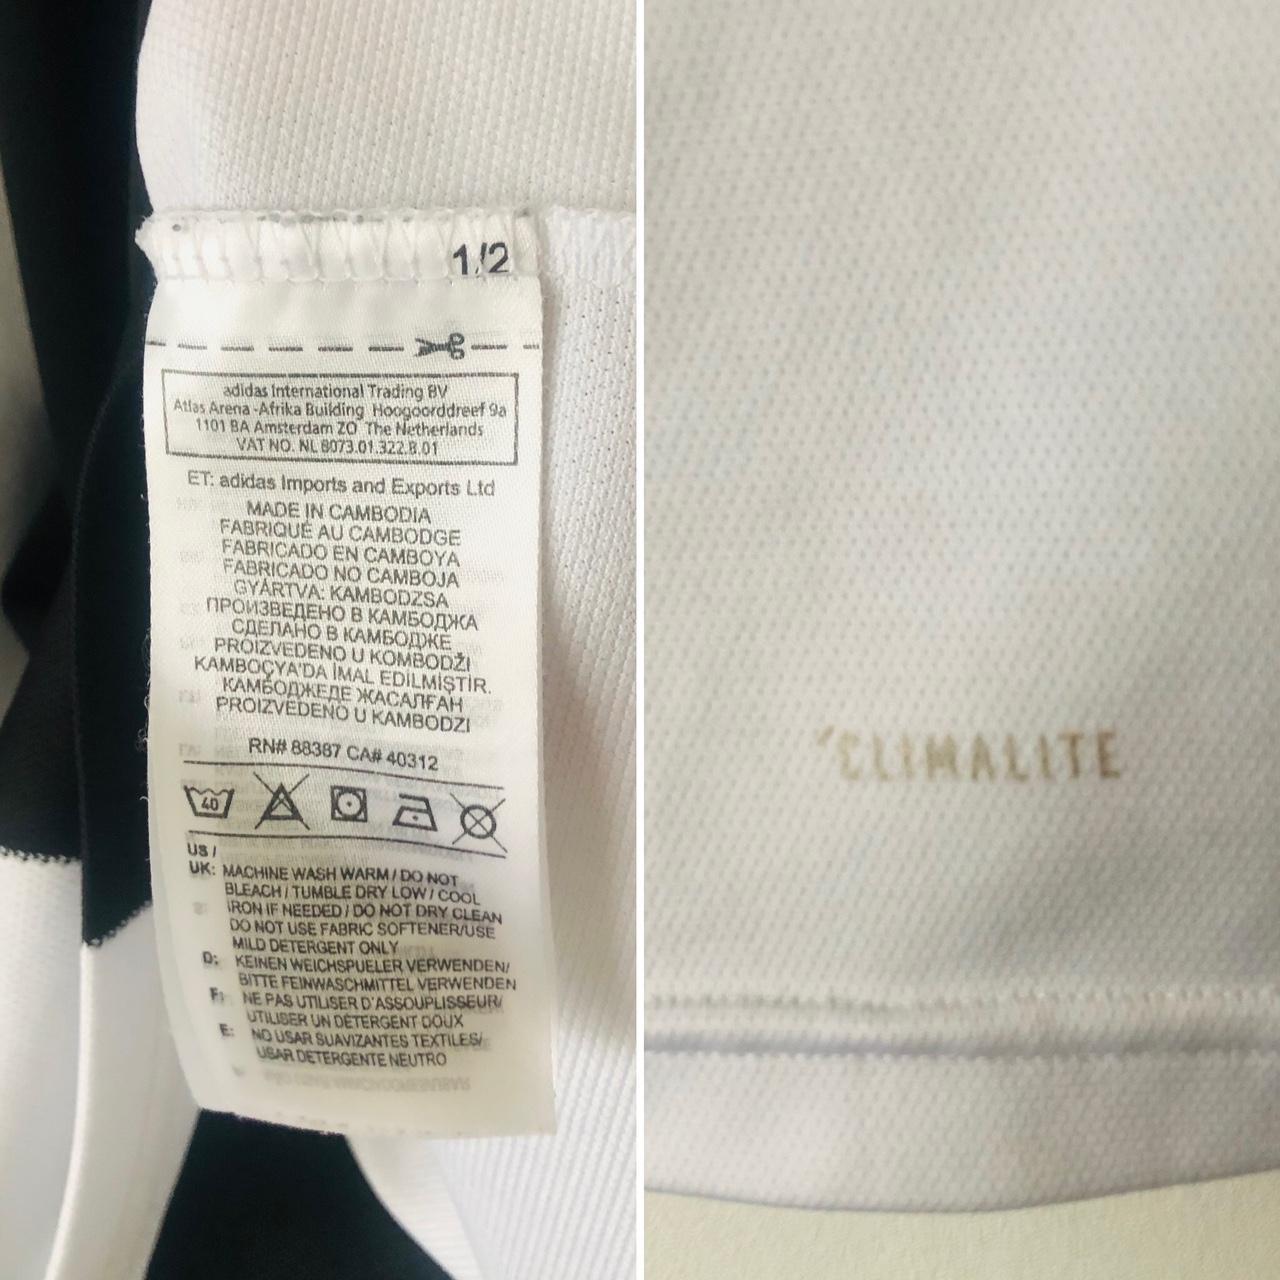 1/2
adidas International Trading BV
Atlas Arena -Afrika Building Hoogoorddreef 9a
1101 BA Amsterdam ZO The Netherlands
VAT NO. NL 8073.01.322.B.01
ET: adidas Imports and Exports Ltd
MADE IN CAMBODIA
FABRIQUÉ AU CAMBODGE
FABRICADO EN CAMBOYA
FABRICADO NO CAMBOJA
GYÁRTVA: KAMBODZSA
ПРОИЗВЕДЕНО В КАМБОДЖА
СДЕЛАНО В КАМБОДЖЕ
PROIZVEDENO U KOMBODŽI
KAMBOÇYA'DA İMAL EDİLMİŞTİR.
КАМБОДЖЕДЕ ЖАСАЛҒАН
PROIZVEDENO U KAMBODZI
RN# 88387 CA# 40312
40
US /
UK: MACHINE WASH WARM / DO NOT
BLEACH / TUMBLE DRY LOW / COOL
IRON IF NEEDED / DO NOT DRY CLEAN
DO NOT USE FABRIC SOFTENER/USE
MILD DETERGENT ONLY
D: KEINEN WEICHSPUELER VERWENDEN/
BITTE FEINWASCHMITTEL VERWENDEN
F: NE PAS UTILISER D'ASSOUPLISSEUR/
UTILISER UN DÉTERGENT DOUX
E: NO USAR SUAVIZANTES TEXTILES/
USAR DETERGENTE NEUTRO
CLIMALITE